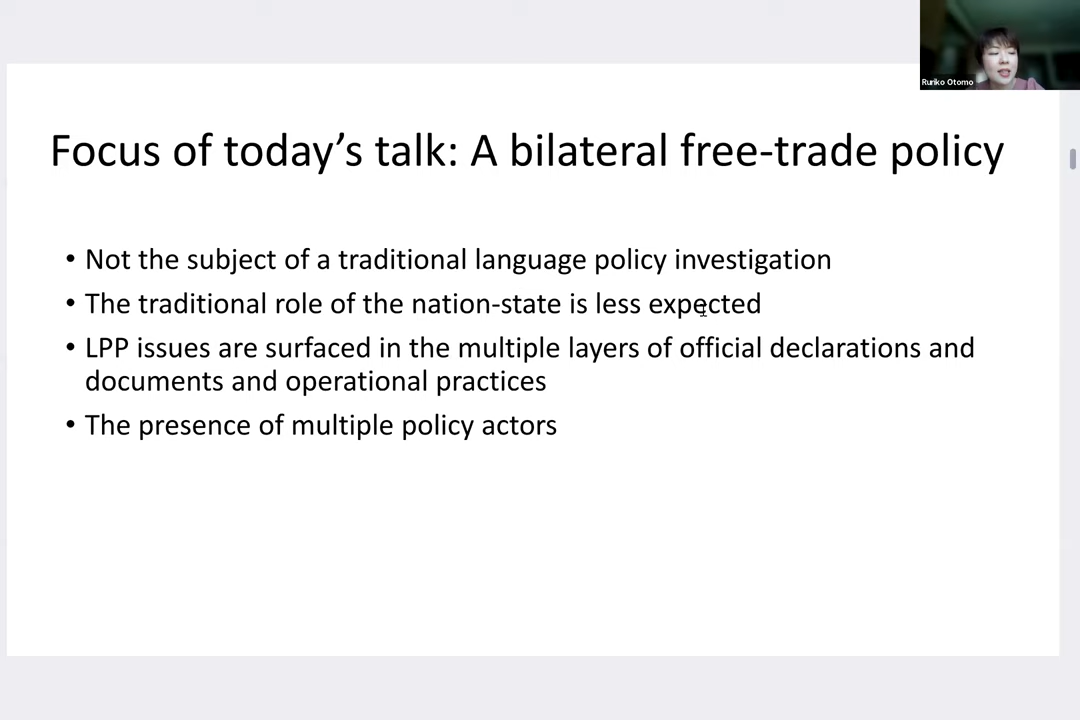 Ruriko Otomo
Focus of today’s talk: A bilateral free-trade policy
• Not the subject of a traditional language policy investigation
• The traditional role of the nation-state is less expected
• LPP issues are surfaced in the multiple layers of official declarations and
documents and operational practices
• The presence of multiple policy actors